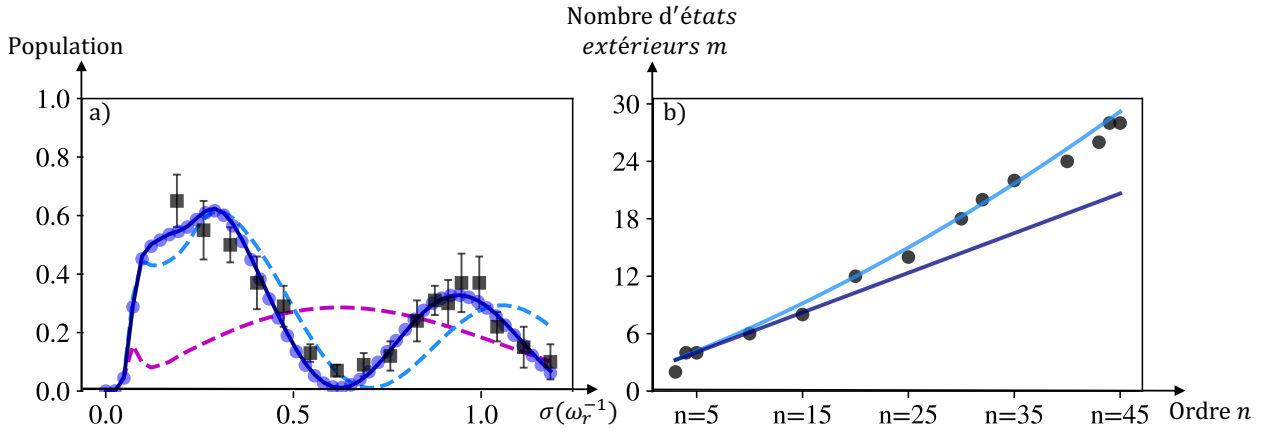 Population
1.0
a)
0.8
0.6
0.4
0.2
0.0
0.0 0.5 1.0 σ(ω_r^{-1})
Nombre d'états
extérieurs m
30
b)
24
18
12
6
0
n=5 n=15 n=25 n=35 n=45 Ordre n